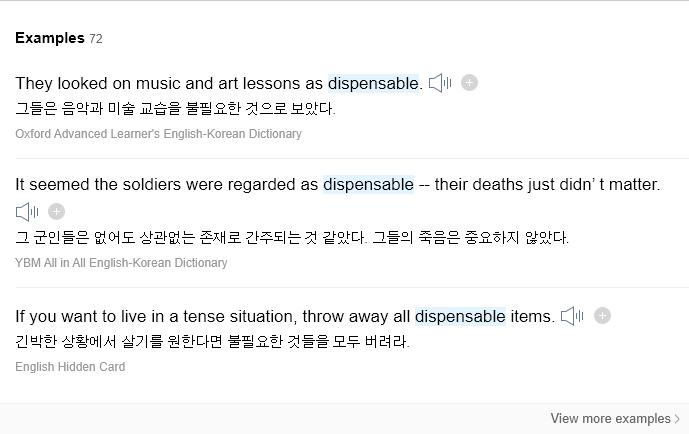 Examples 72
They looked on music and art lessons as dispensable.
그들은 음악과 미술 교습을 불필요한 것으로 보았다.
Oxford Advanced Learner's English-Korean Dictionary
It seemed the soldiers were regarded as dispensable -- their deaths just didn’ t matter.
그 군인들은 없어도 상관없는 존재로 간주되는 것 같았다. 그들의 죽음은 중요하지 않았다.
YBM All in All English-Korean Dictionary
If you want to live in a tense situation, throw away all dispensable items.
긴박한 상황에서 살기를 원한다면 불필요한 것들을 모두 버려라.
English Hidden Card
View more examples